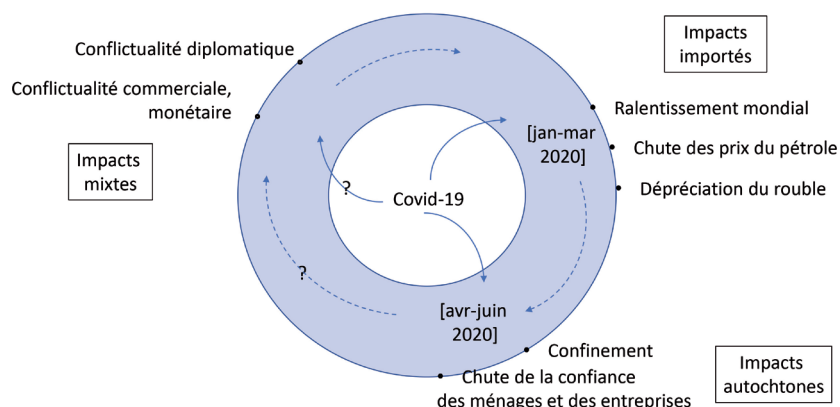 Conflictualité diplomatique
Conflictualité commerciale,
monétaire
Impacts
mixtes
Impacts
importés
Ralentissement mondial
Chute des prix du pétrole
Dépréciation du rouble
[jan-mar
2020]
?
Covid-19
?
[avr-juin
2020]
Confinement
Chute de la confiance
des ménages et des entreprises
Impacts
autochtones